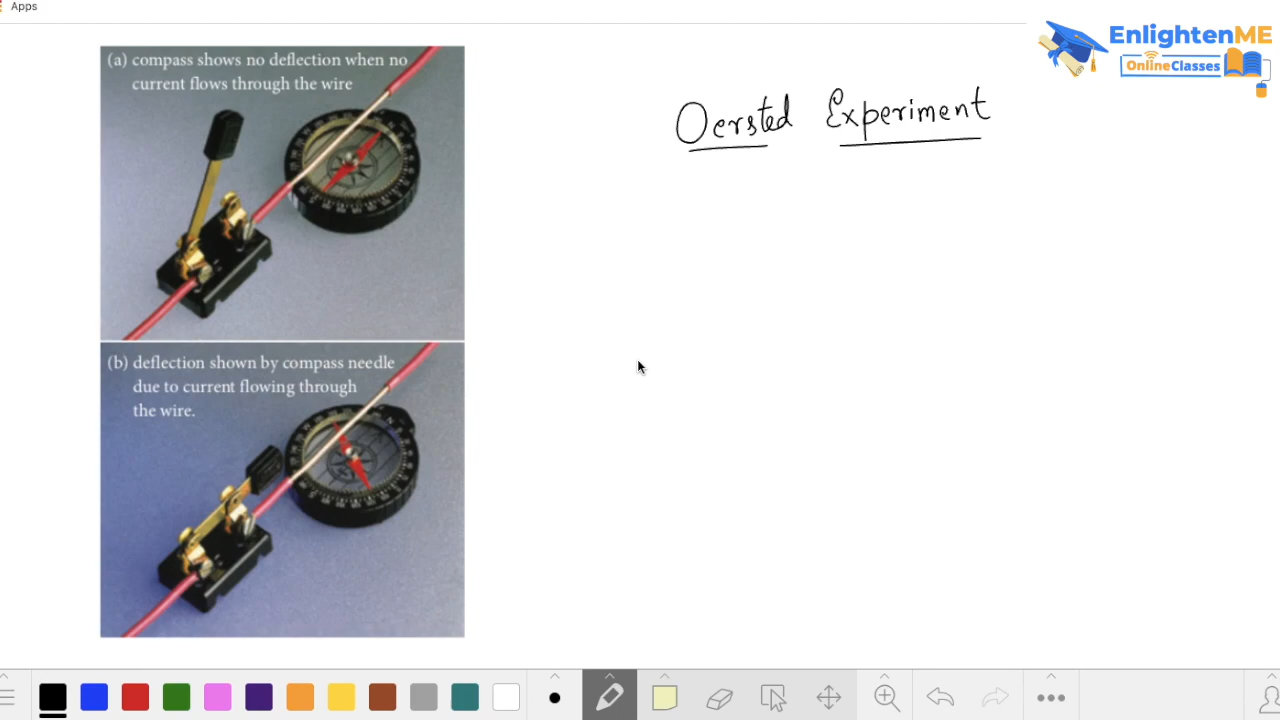 Apps
EnlightenME
OnlineClasses
(a) compass shows no deflection when no
current flows through the wire
Oersted Experiment
(b) deflection shown by compass needle
due to current flowing through
the wire.